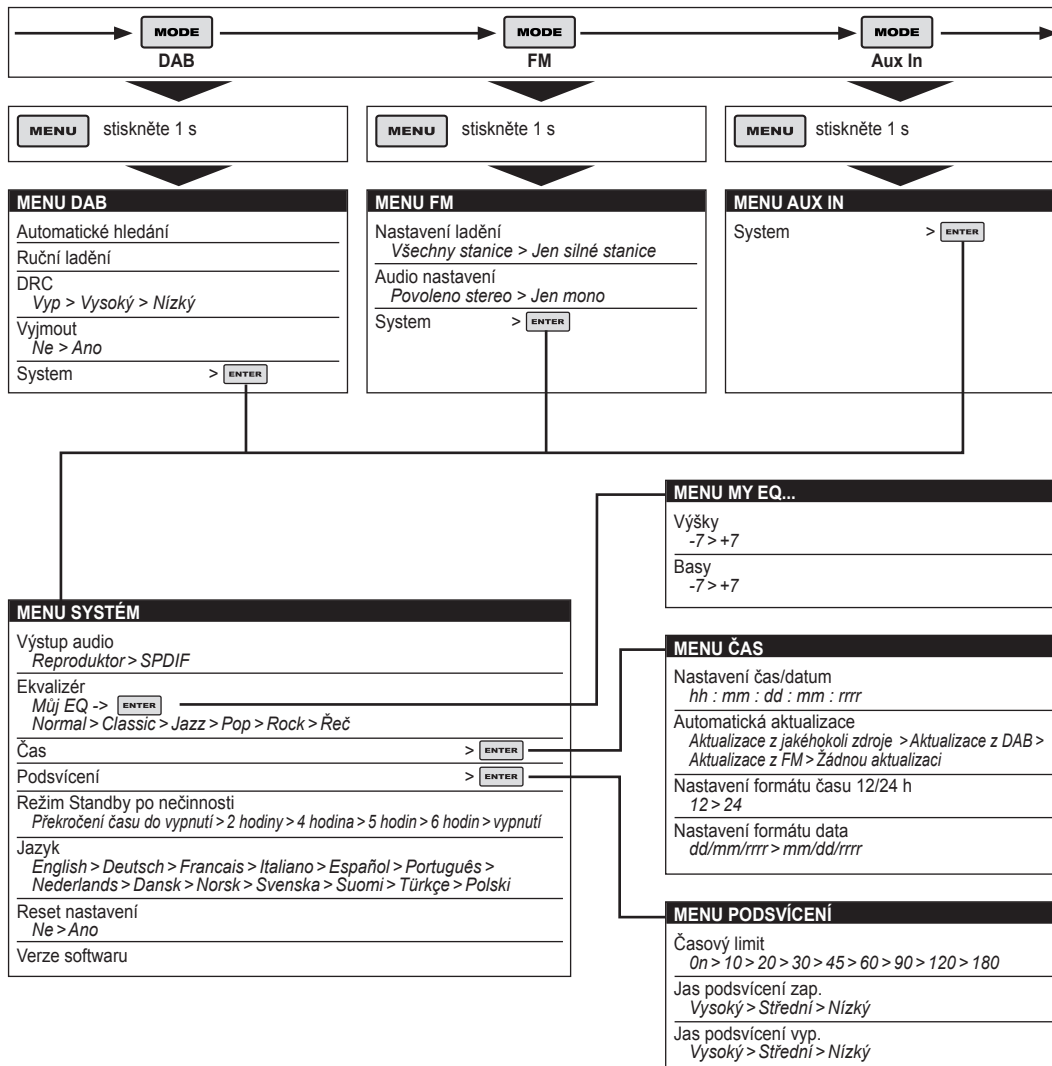 MODE MODE MODE
DAB FM Aux In
MENU stiskněte 1 s
MENU stiskněte 1 s
MENU stiskněte 1 s
MENU DAB
Automatické hledání
Ruční ladění
DRC
Vyp > Vysoký > Nízký
Vyjmout
Ne > Ano
System > ENTER
MENU FM
Nastavení ladění
Všechny stanice > Jen silné stanice
Audio nastavení
Povoleno stereo > Jen mono
System > ENTER
MENU AUX IN
System > ENTER
MENU SYSTÉM
Výstup audio
Reproduktor > SPDIF
Ekvalizér
Můj EQ -> ENTER
Normal > Classic > Jazz > Pop > Rock > Řeč
Čas > ENTER
Podsvícení > ENTER
Režim Standby po nečinnosti
Překročení času do vypnutí > 2 hodiny > 4 hodina > 5 hodin > 6 hodin > vypnutí
Jazyk
English > Deutsch > Francais > Italiano > Español > Português >
Nederlands > Dansk > Norsk > Svenska > Suomi > Türkçe > Polski
Reset nastavení
Ne > Ano
Verze softwaru
MENU MY EQ...
Výšky
-7 > +7
Basy
-7 > +7
MENU ČAS
Nastavení čas/datum
hh : mm : dd : mm : rrrr
Automatická aktualizace
Aktualizace z jakéhokoli zdroje > Aktualizace z DAB >
Aktualizace z FM > Žádnou aktualizaci
Nastavení formátu času 12/24 h
12 > 24
Nastavení formátu data
dd/mm/rrrr > mm/dd/rrrr
MENU PODSVÍCENÍ
Časový limit
0n > 10 > 20 > 30 > 45 > 60 > 90 > 120 > 180
Jas podsvícení zap.
Vysoký > Střední > Nízký
Jas podsvícení vyp.
Vysoký > Střední > Nízký